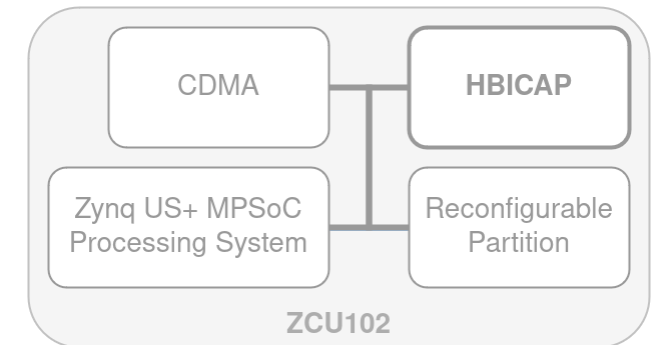 CDMA
HBICAP
Zynq US+ MPSoC
Processing System
Reconfigurable
Partition
ZCU102